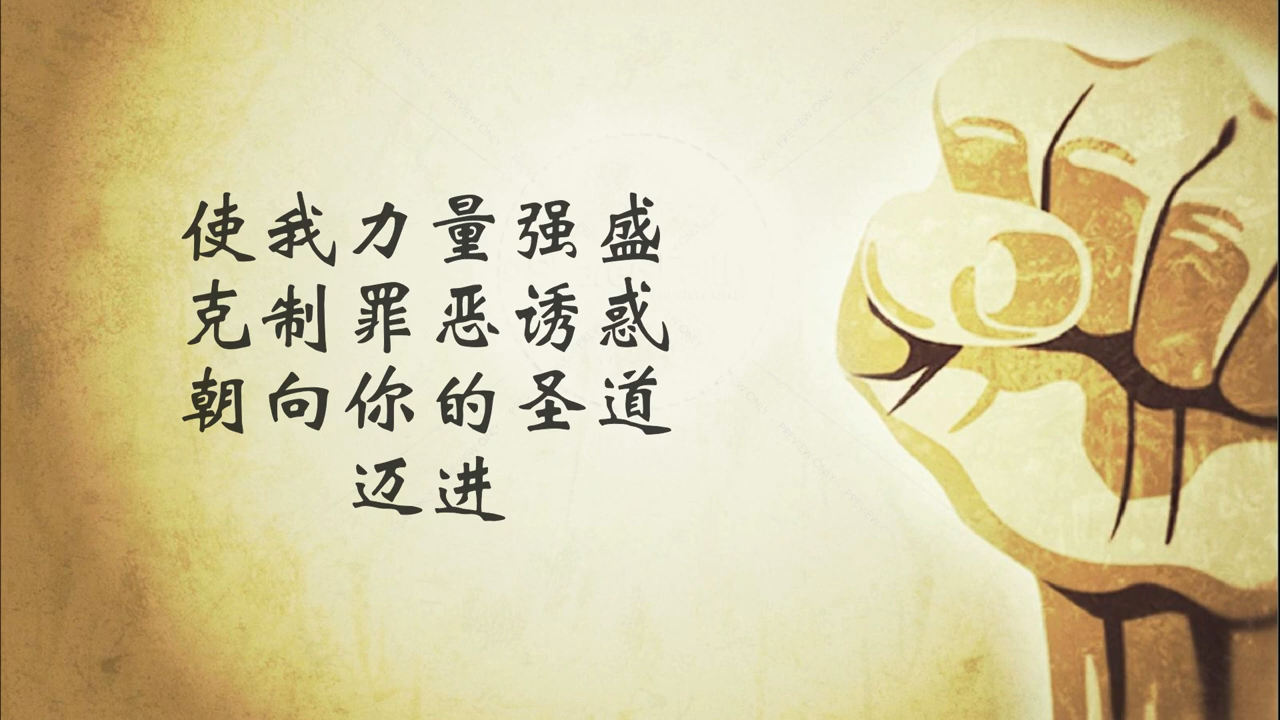 使我力量强盛
克制罪恶诱惑
朝向你的圣道
迈进